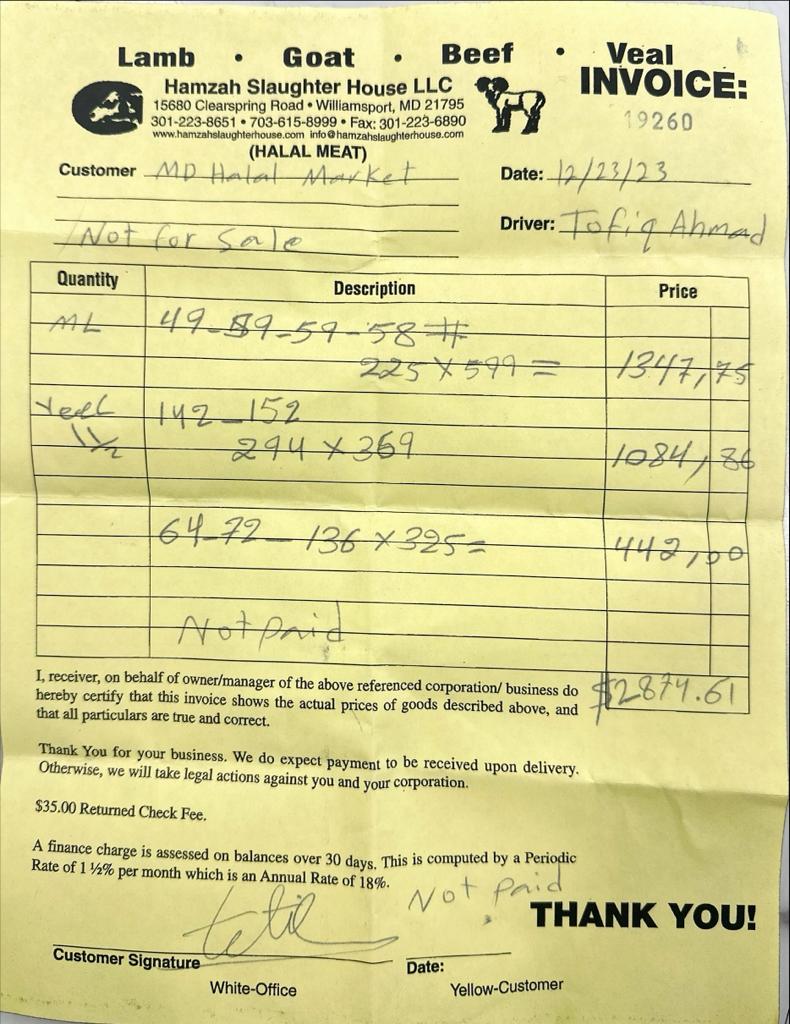 Lamb • Goat • Beef • Veal
Hamzah Slaughter House LLC
INVOICE:
15680 Clearspring Road • Williamsport, MD 21795
19260
301-223-8651 • 703-615-8999 • Fax: 301-223-6890
www.hamzahslaughterhouse.com info@hamzahslaughterhouse.com
(HALAL MEAT)
Customer MD Halal Market
Date: 12/23/23
Driver: Tofiq Ahmad
Not for Sale
Quantity Description Price
ML 49-59-59-58 #
225 x 599 = 1347,75
142-152
11/2 294 x 369 1084,86
64-72-136 x 325= 442,00
Not paid
I, receiver, on behalf of owner/manager of the above referenced corporation/ business do
hereby certify that this invoice shows the actual prices of goods described above, and
that all particulars are true and correct.
$2874.61
Thank You for your business. We do expect payment to be received upon delivery.
Otherwise, we will take legal actions against you and your corporation.
$35.00 Returned Check Fee.
A finance charge is assessed on balances over 30 days. This is computed by a Periodic
Rate of 1 ½% per month which is an Annual Rate of 18%.
Not Paid
THANK YOU!
Customer Signature
Date:
White-Office
Yellow-Customer